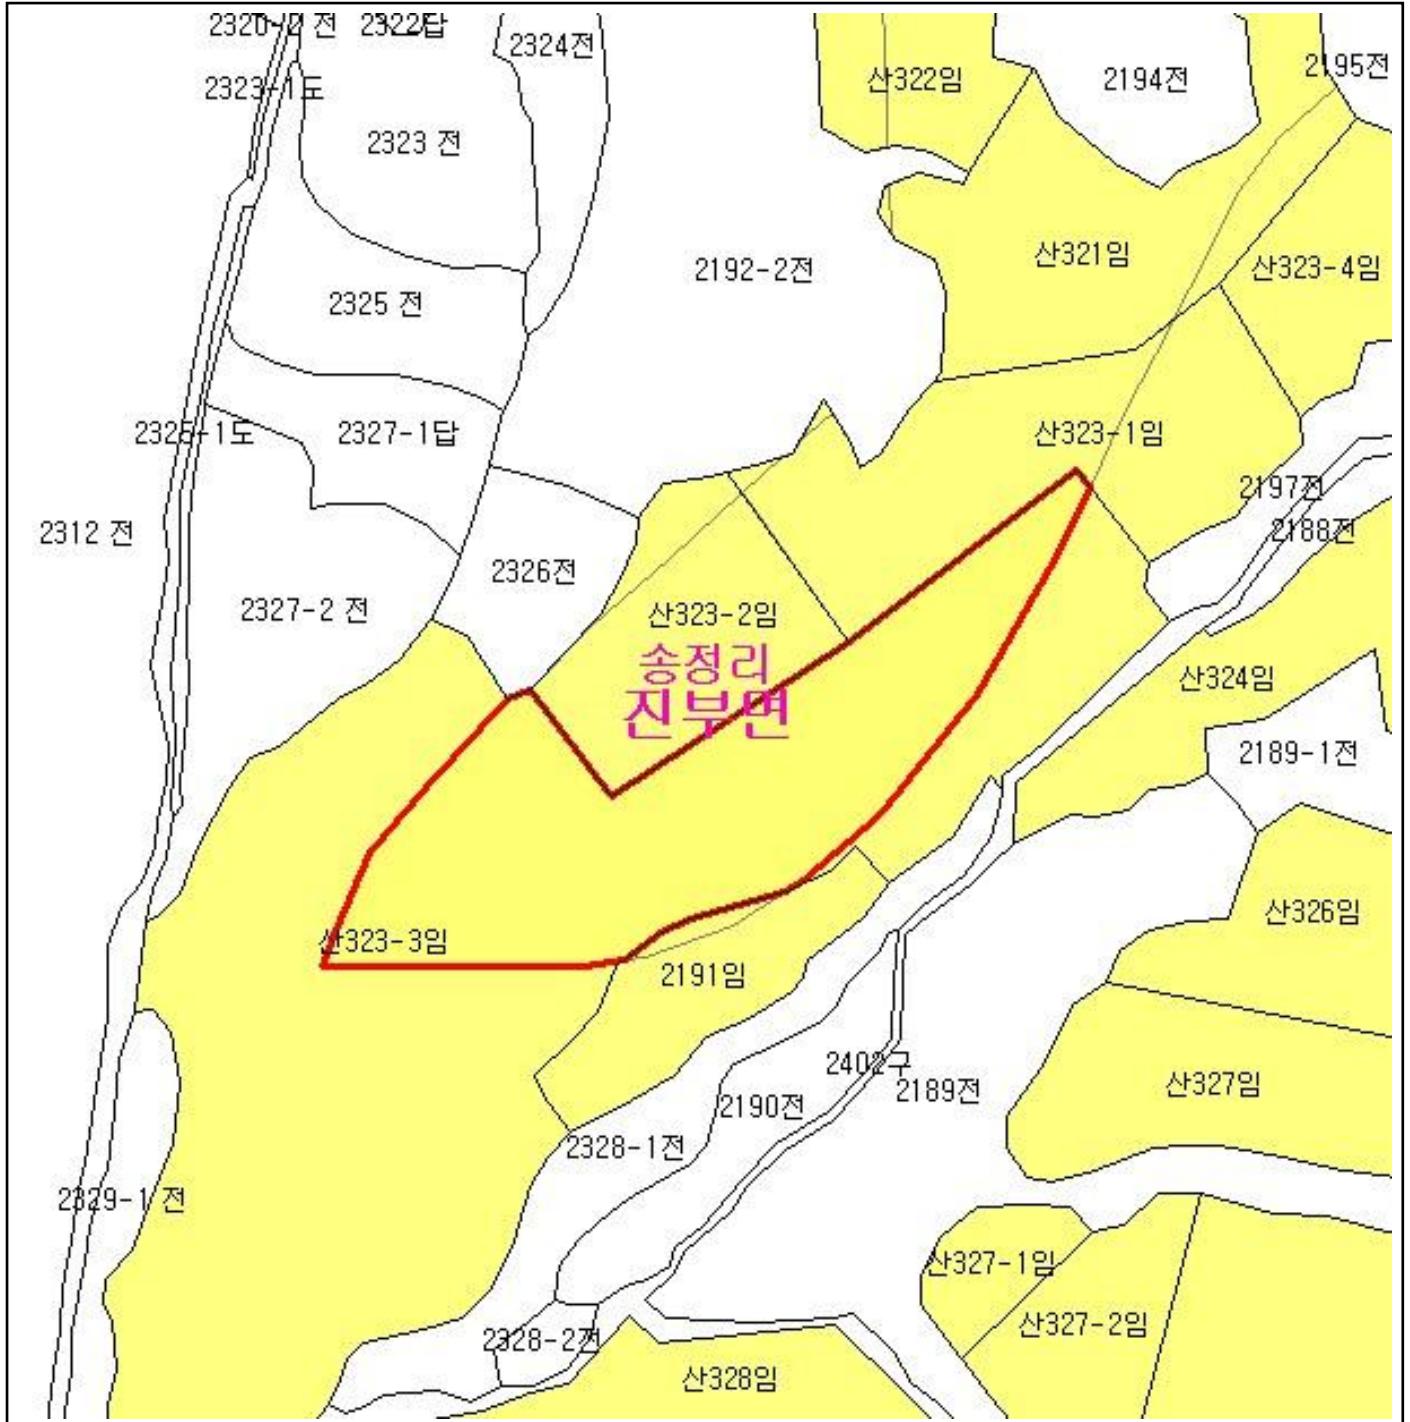 2320-2 전
2322답
2324전
2195전
산322임
2194전
2323-1도
2323 전
산321임
2192-2전
산323-4임
2325 전
2325-1도
2327-1답
산323-1임
2197전
2312 전
2188전
2326전
2327-2 전
산323-2임
송정리
진부면
산324임
2189-1전
산326임
산323-3임
2191임
2402구
2190전
2189전
산327임
2328-1전
2329-1 전
산327-1임
산327-2임
2328-2전
산328임